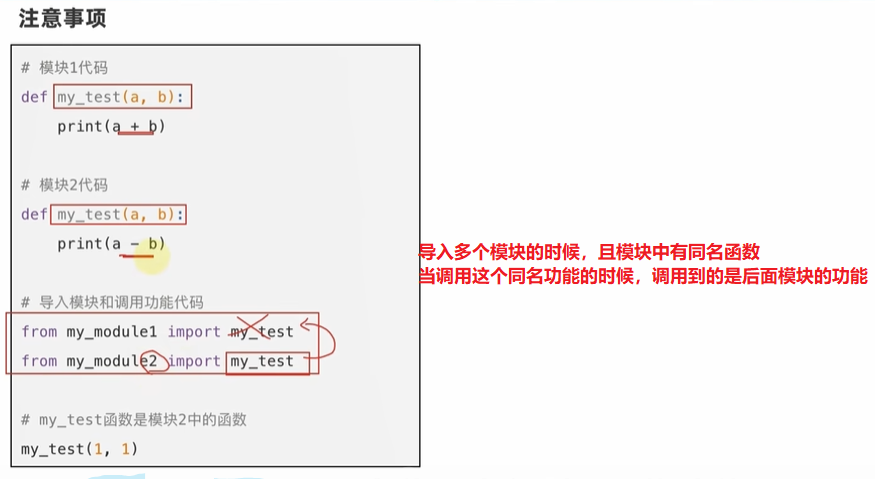 注意事项
# 模块1代码
def my_test(a, b):
print(a + b)
# 模块2代码
def my_test(a, b):
print(a - b)
# 导入模块和调用功能代码
from my_module1 import my_test
from my_module2 import my_test
# my_test函数是模块2中的函数
my_test(1, 1)
导入多个模块的时候，且模块中有同名函数
当调用这个同名功能的时候，调用到的是后面模块的功能